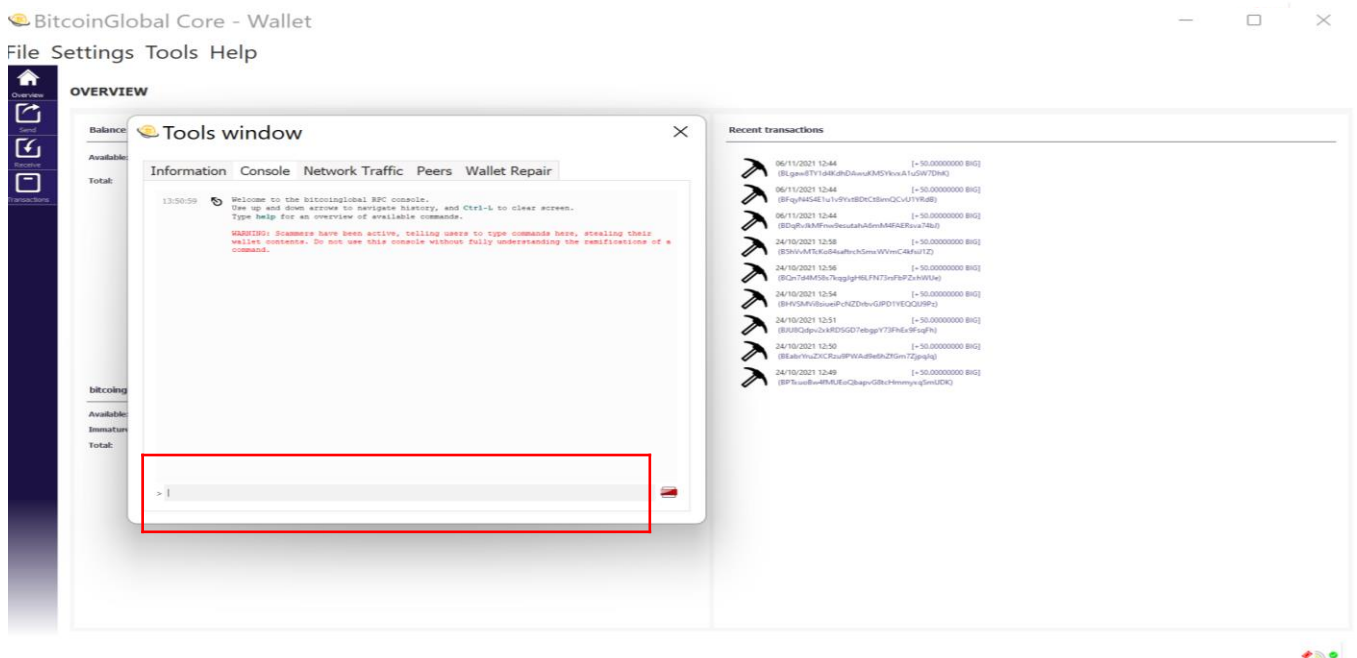 BitcoinGlobal Core - Wallet
File Settings Tools Help
Overview
OVERVIEW
Send
Receive
Transactions
Balance
Available:
Total:
Tools window
Information Console Network Traffic Peers Wallet Repair
13:50:59 Welcome to the bitcoinglobal RPC console.
Use up and down arrows to navigate history, and Ctrl-L to clear screen.
Type help for an overview of available commands.
WARNING: Scammers have been active, telling users to type commands here, stealing their
wallet contents. Do not use this console without fully understanding the ramifications of a
command.
>
bitcoing
Available:
Immature
Total:
Recent transactions
06/11/2021 12:44 [+50.00000000 BIG]
06/11/2021 12:44 [+50.00000000 BIG]
06/11/2021 12:44 [+50.00000000 BIG]
24/10/2021 12:58 [+50.00000000 BIG]
24/10/2021 12:56 [+50.00000000 BIG]
24/10/2021 12:54 [+50.00000000 BIG]
24/10/2021 12:51 [+50.00000000 BIG]
24/10/2021 12:50 [+50.00000000 BIG]
24/10/2021 12:49 [+50.00000000 BIG]